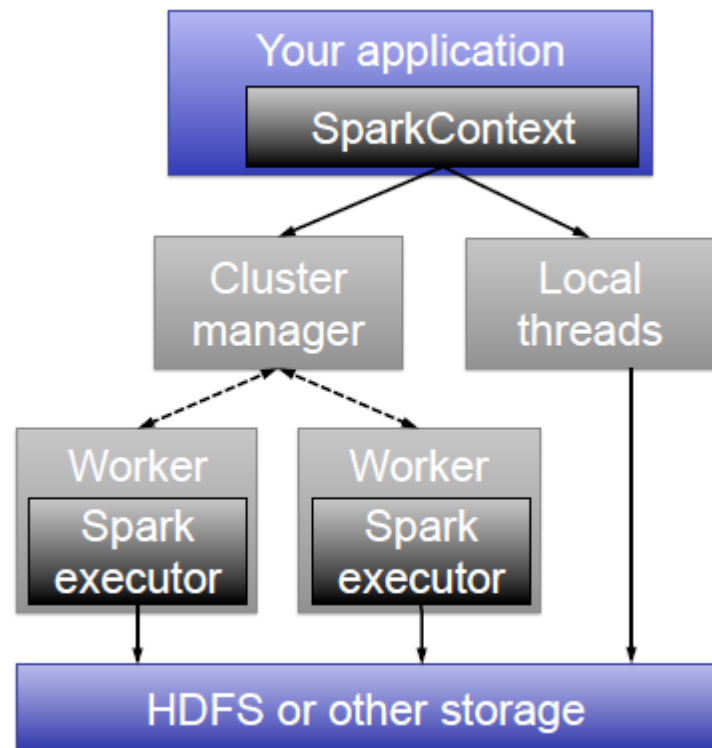 Your application
SparkContext
Cluster
manager
Local
threads
Worker
Spark
executor
Worker
Spark
executor
HDFS or other storage